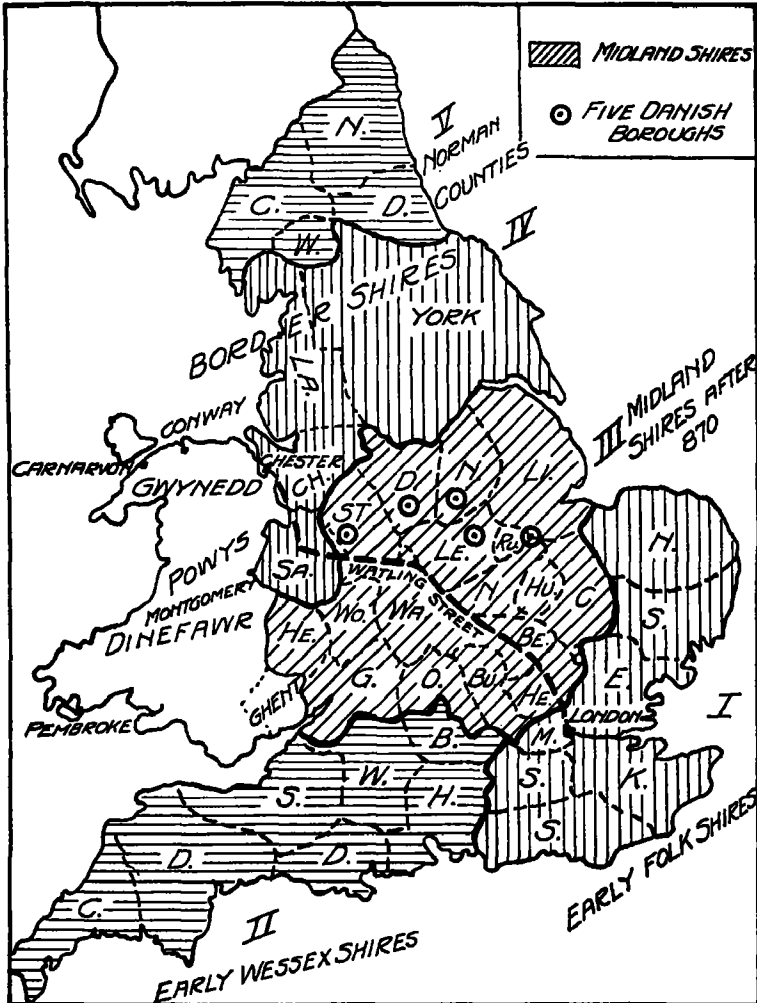 MIDLAND SHIRES
FIVE DANISH
BOROUGHS
N.
V
NORMAN
COUNTIES
C.
D.
W.
IV
BORDER SHIRES
YORK
LA.
III
MIDLAND
SHIRES AFTER
870
CONWAY
CARNARVON
GWYNEDD
CHESTER
CH.
D.
N.
LI.
ST
LE.
RU.
N.
POWYS
SA.
WATLING STREET
N
HU.
C.
S.
MONTGOMERY
DINEFAWR
HE.
WO.
WA.
BE.
E.
GHENT
G.
O.
BU.
HE.
LONDON
I
PEMBROKE
B.
M.
W.
S.
K.
S.
H.
S.
D.
D.
C.
EARLY FOLK SHIRES
II
EARLY WESSEX SHIRES